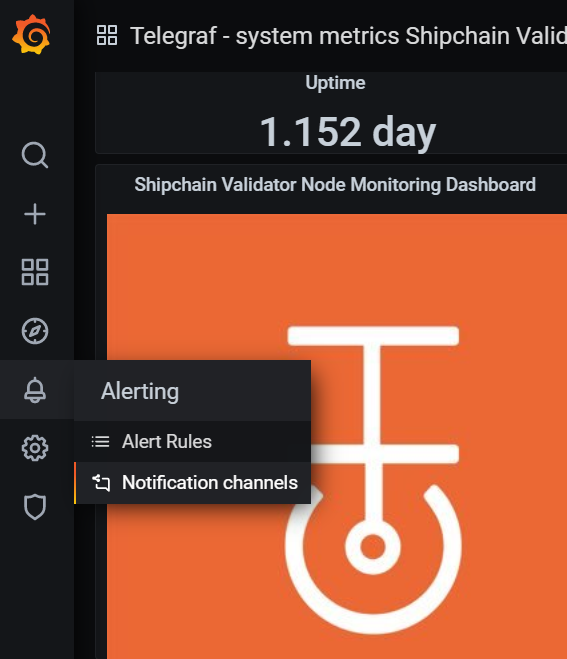 Telegraf - system metrics Shipchain Valid
Uptime
1.152 day
Shipchain Validator Node Monitoring Dashboard
Alerting
Alert Rules
Notification channels